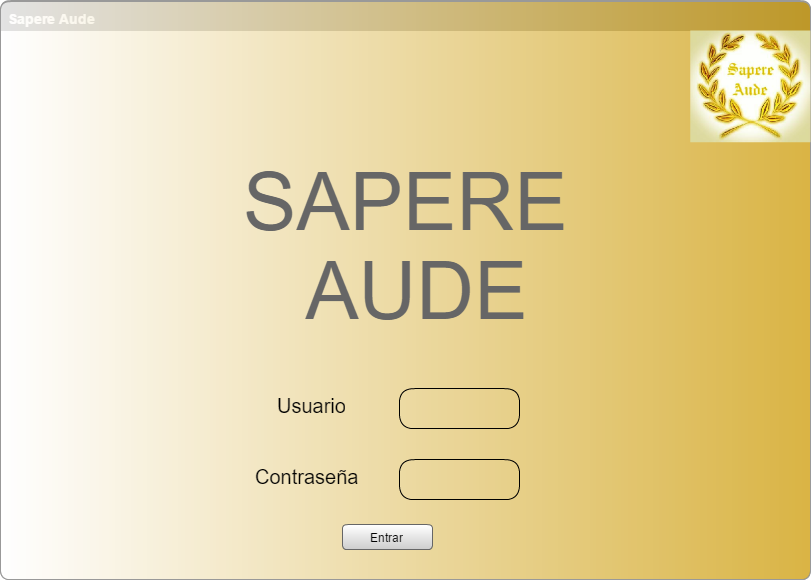 Sapere Aude
Sapere
Aude
SAPERE
AUDE
Usuario
Contraseña
Entrar